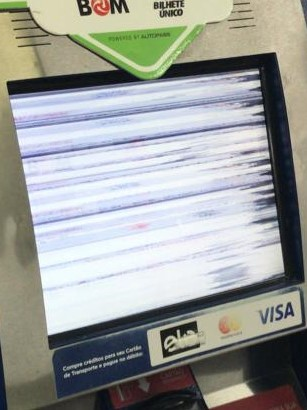 BOM
BILHETE
ÚNICO
POWERED BY AUTOPASS
Compre créditos para seu Cartão
de Transporte e pague no débito.
elo
VISA